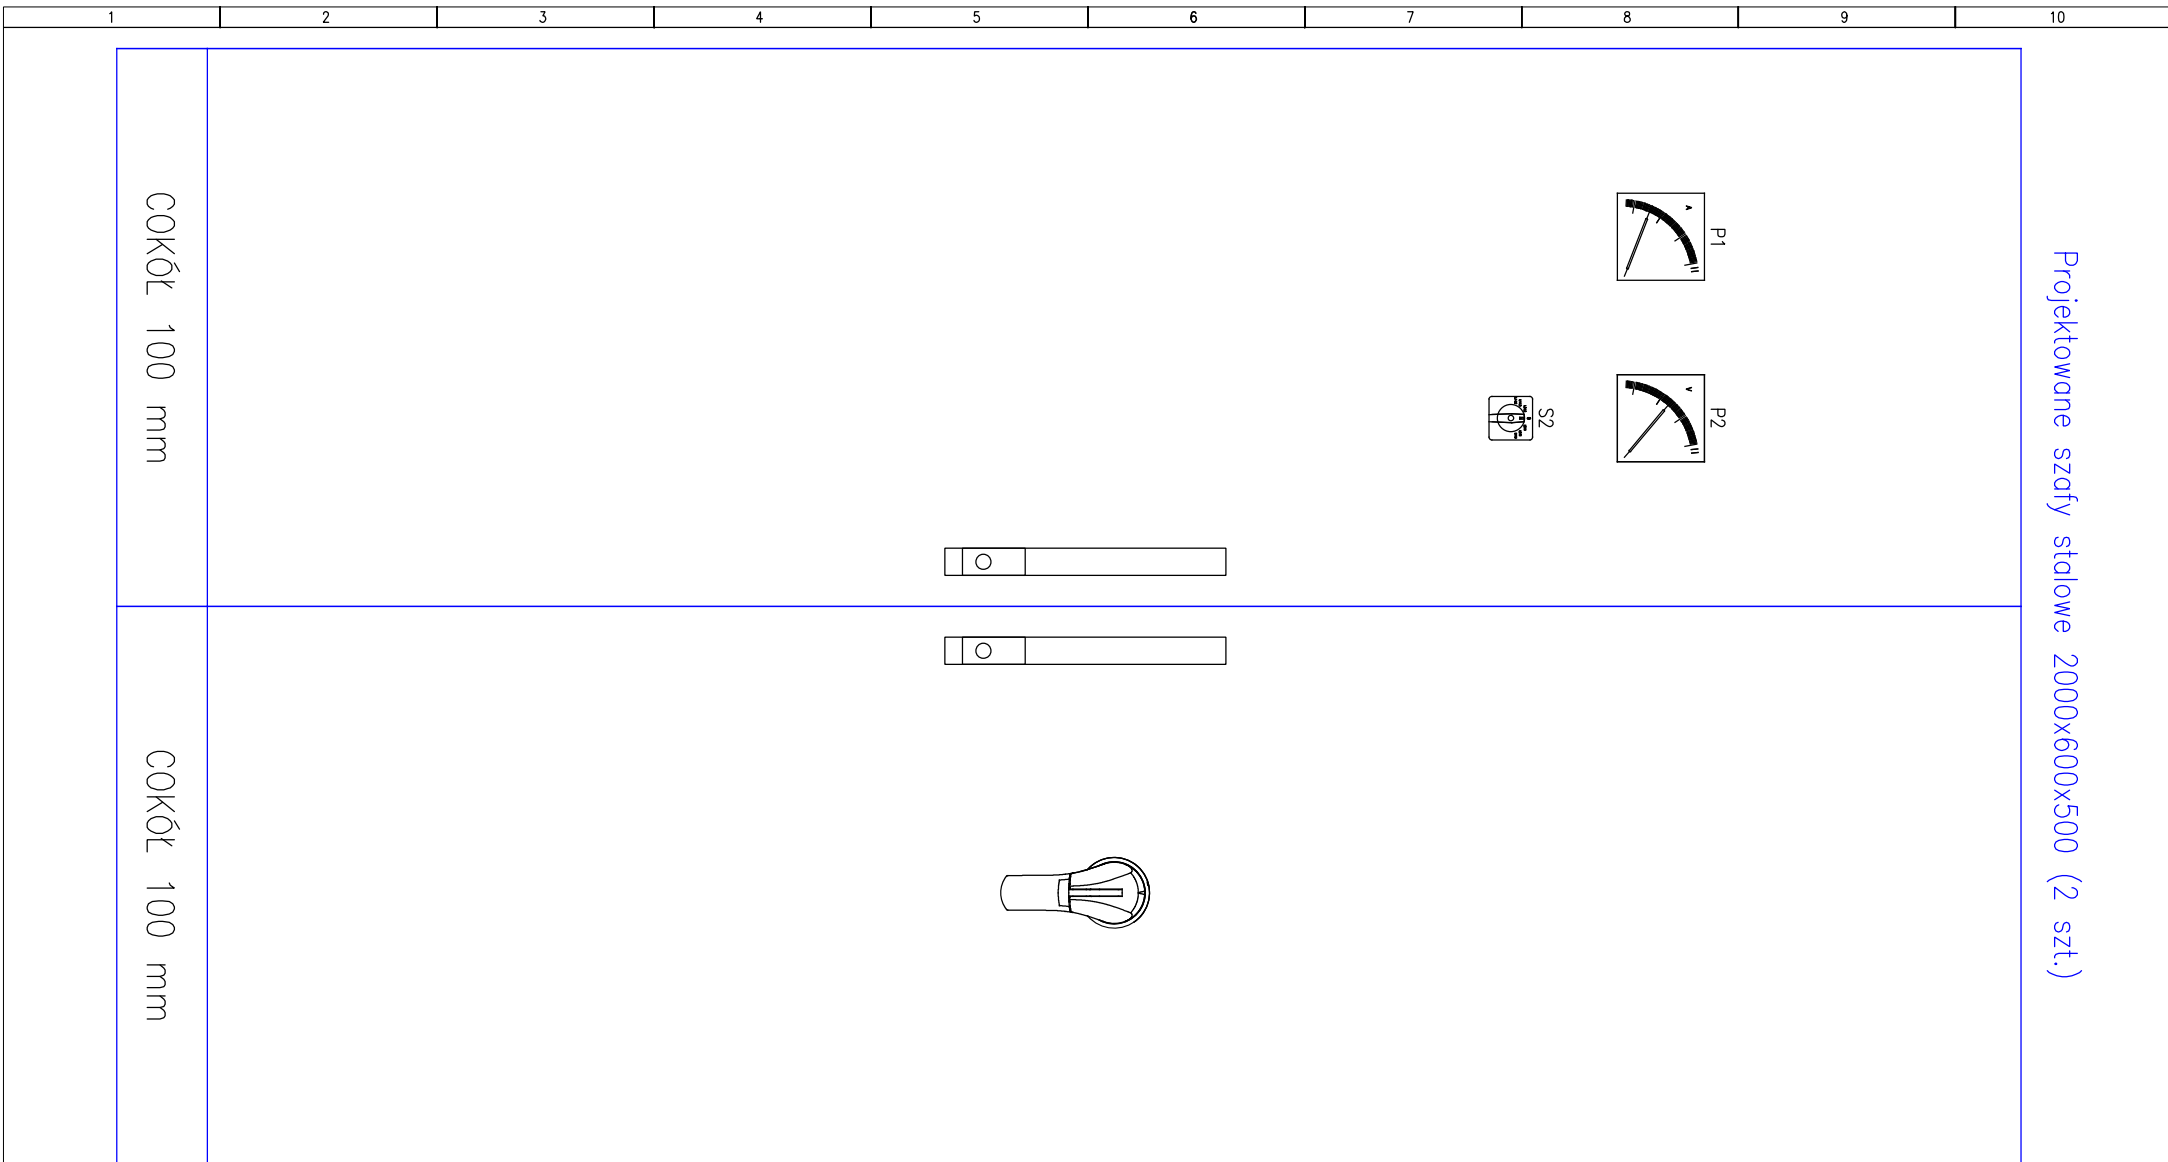 1 2 3 4 5 6 7 8 9 10
Projektowane szafy stalowe 2000x600x500 (2 szt.)
P1
A
P2
V
S2
COKÓŁ 100 mm
COKÓŁ 100 mm